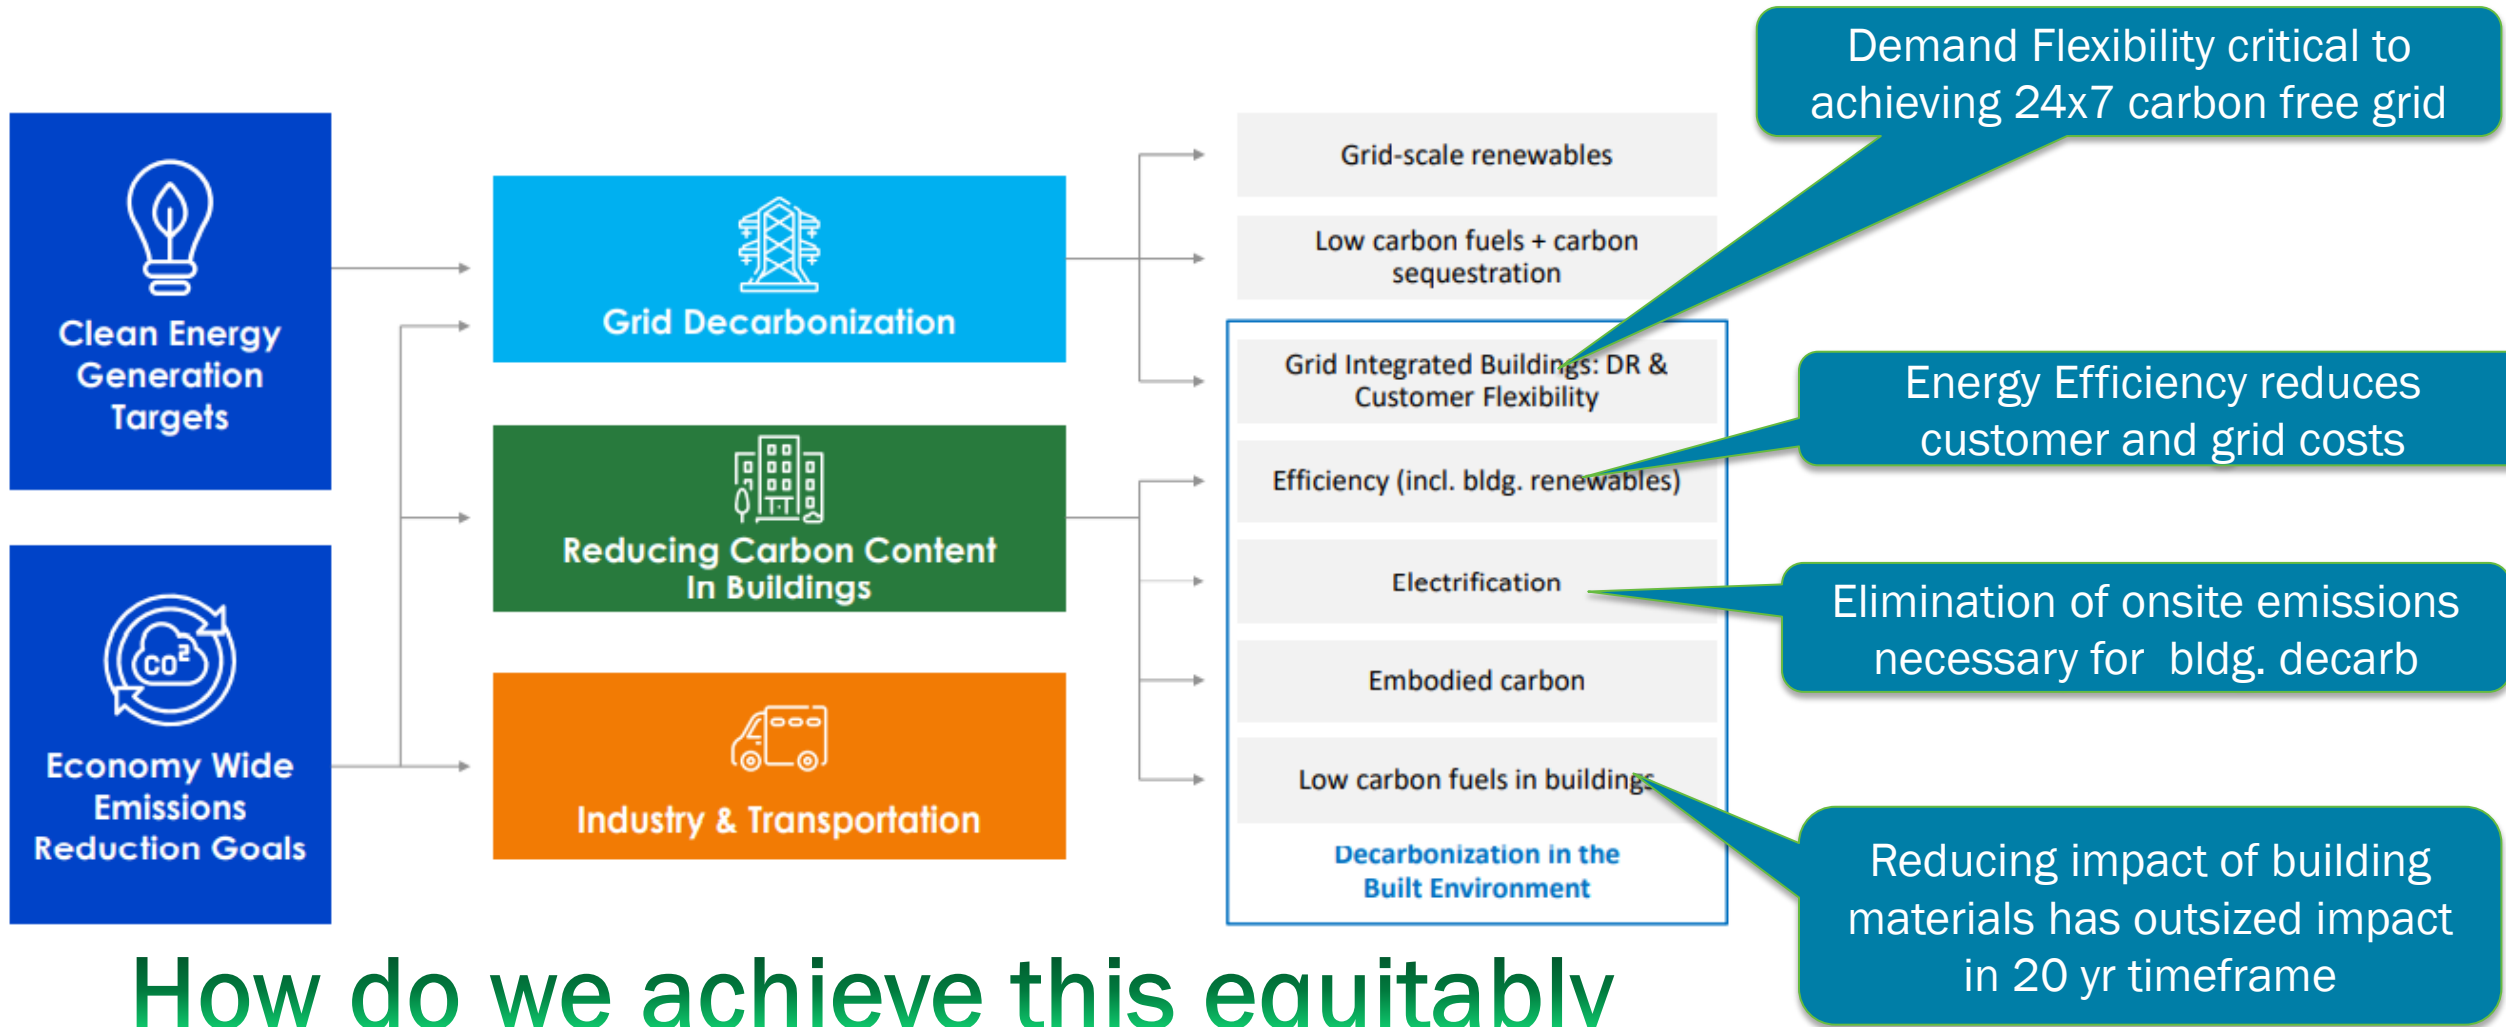 Clean Energy
Generation
Targets
CO²
Economy Wide
Emissions
Reduction Goals
Grid Decarbonization
Reducing Carbon Content
In Buildings
Industry & Transportation
Grid-scale renewables
Low carbon fuels + carbon
sequestration
Grid Integrated Buildings: DR &
Customer Flexibility
Efficiency (incl. bldg. renewables)
Electrification
Embodied carbon
Low carbon fuels in buildings
Decarbonization in the
Built Environment
Demand Flexibility critical to
achieving 24x7 carbon free grid
Energy Efficiency reduces
customer and grid costs
Elimination of onsite emissions
necessary for bldg. decarb
Reducing impact of building
materials has outsized impact
in 20 yr timeframe
How do we achieve this equitably